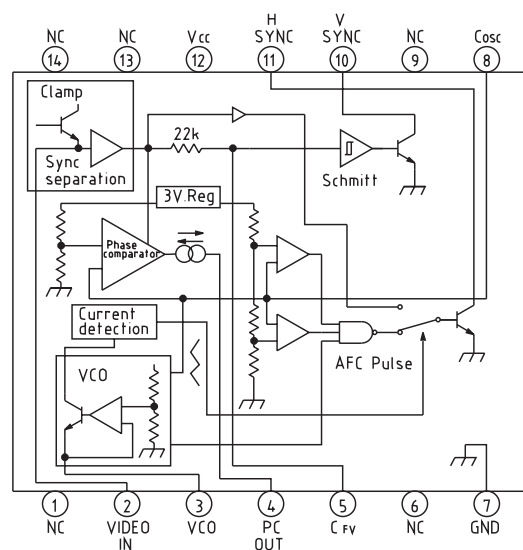 H
V
NC
NC
Vcc
SYNC
SYNC
NC
Cosc
14
13
12
11
10
9
8
Clamp
22k
Sync
separation
Schmitt
3V.Reg
Phase
comparator
Current
detection
VCO
AFC Pulse
1
2
3
4
5
6
7
NC
VIDEO
IN
VCO
PC
OUT
CFV
NC
GND